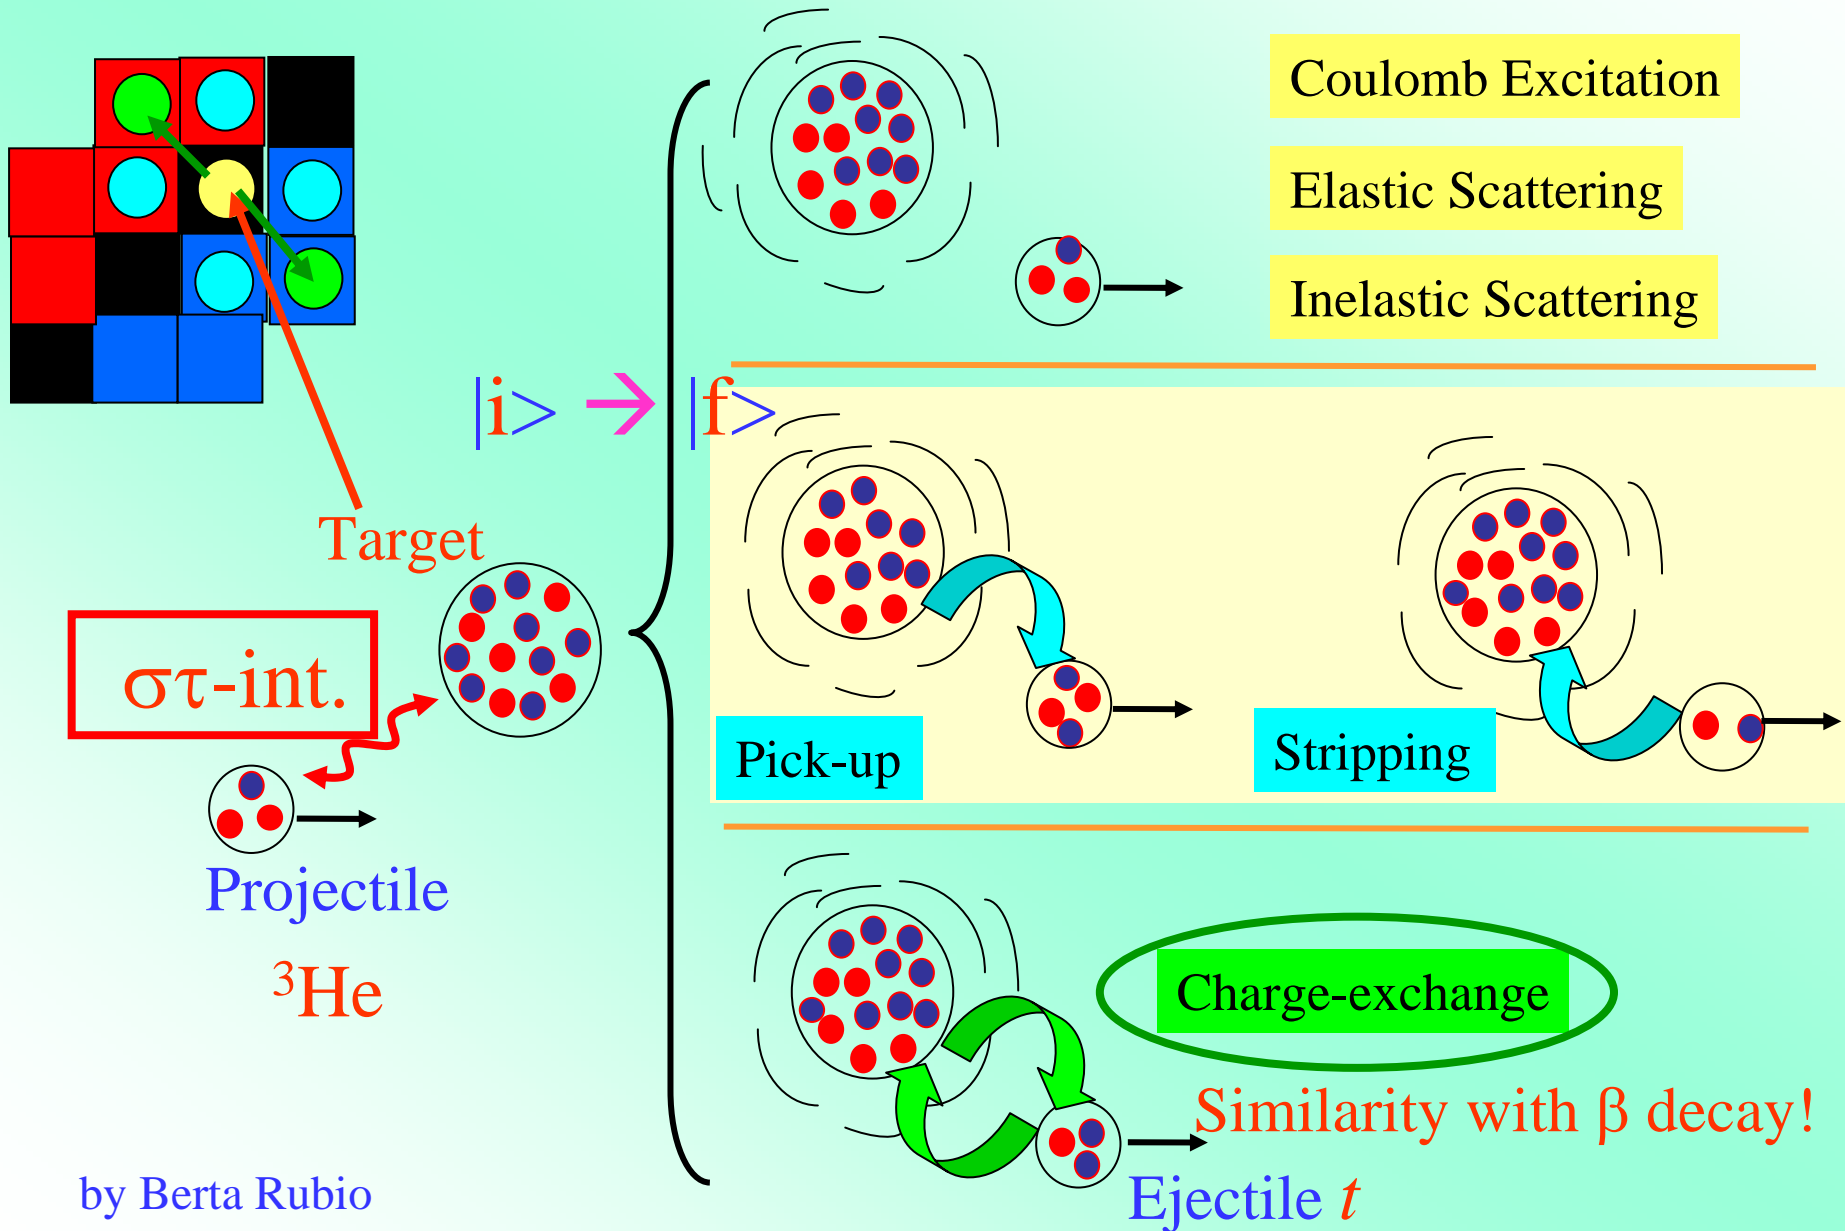 Coulomb Excitation
Elastic Scattering
Inelastic Scattering
|i> → |f>
Target
στ-int.
Pick-up
Stripping
Projectile
³He
Charge-exchange
Similarity with β decay!
Ejectile t
by Berta Rubio